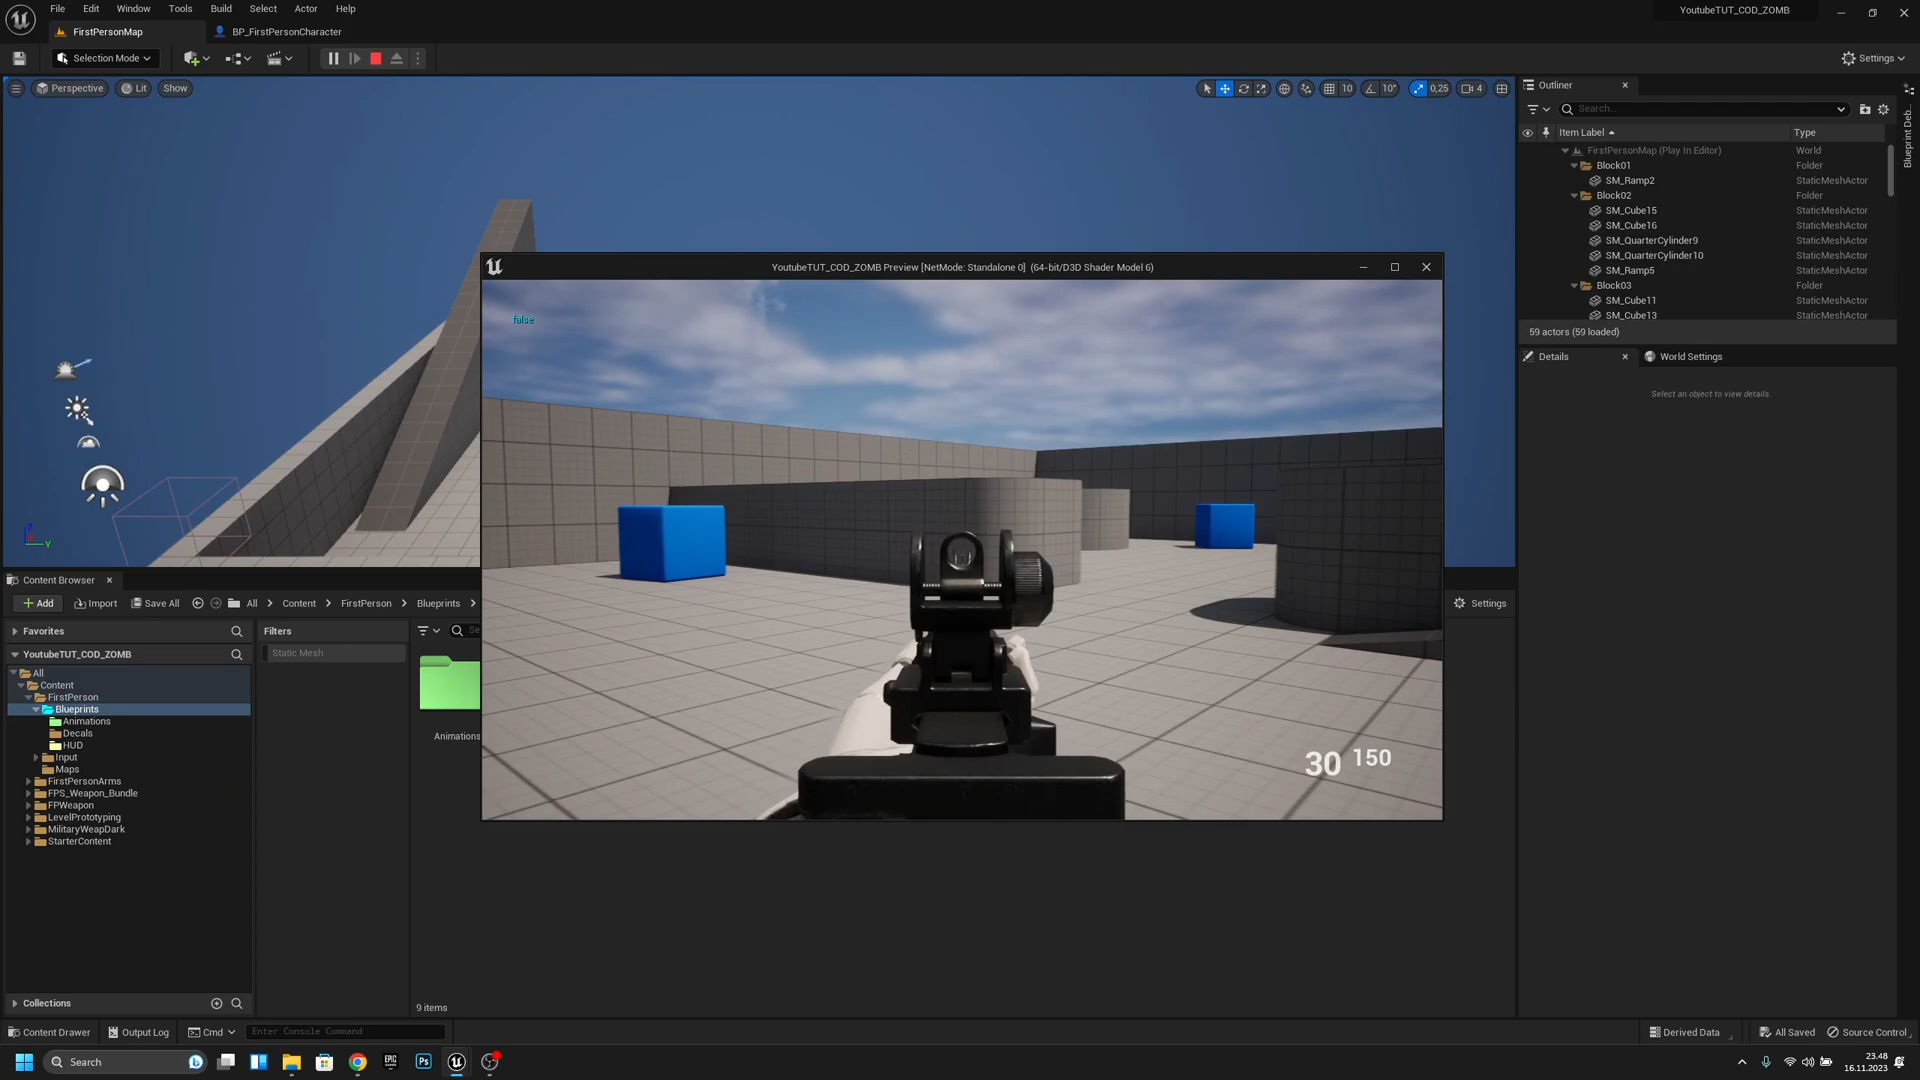 File Edit Window Tools Build Select Actor Help
YoutubeTUT_COD_ZOMB
FirstPersonMap
BP_FirstPersonCharacter
Selection Mode
Settings
Perspective
Lit
Show
10
10°
0,25
4
Outliner
Search...
Item Label
Type
FirstPersonMap (Play In Editor) World
Block01 Folder
SM_Ramp2 StaticMeshActor
Block02 Folder
SM_Cube15 StaticMeshActor
SM_Cube16 StaticMeshActor
SM_QuarterCylinder9 StaticMeshActor
SM_QuarterCylinder10 StaticMeshActor
SM_Ramp5 StaticMeshActor
Block03 Folder
SM_Cube11 StaticMeshActor
SM_Cube13 StaticMeshActor
59 actors (59 loaded)
Blueprint Deb...
Details
World Settings
Select an object to view details.
YoutubeTUT_COD_ZOMB Preview [NetMode: Standalone 0] (64-bit/D3D Shader Model 6)
false
30 150
Z
Y
Content Browser
Add
Import
Save All
All
Content
FirstPerson
Blueprints
Settings
Favorites
Filters
Se
YoutubeTUT_COD_ZOMB
Static Mesh
All
Content
FirstPerson
Blueprints
Animations
Decals
HUD
Input
Maps
FirstPersonArms
FPS_Weapon_Bundle
FPWeapon
LevelPrototyping
MilitaryWeapDark
StarterContent
Animations
Collections
9 items
Content Drawer
Output Log
Cmd
Enter Console Command
Derived Data
All Saved
Source Control
Search
EPIC
Ps
23.48
16.11.2023